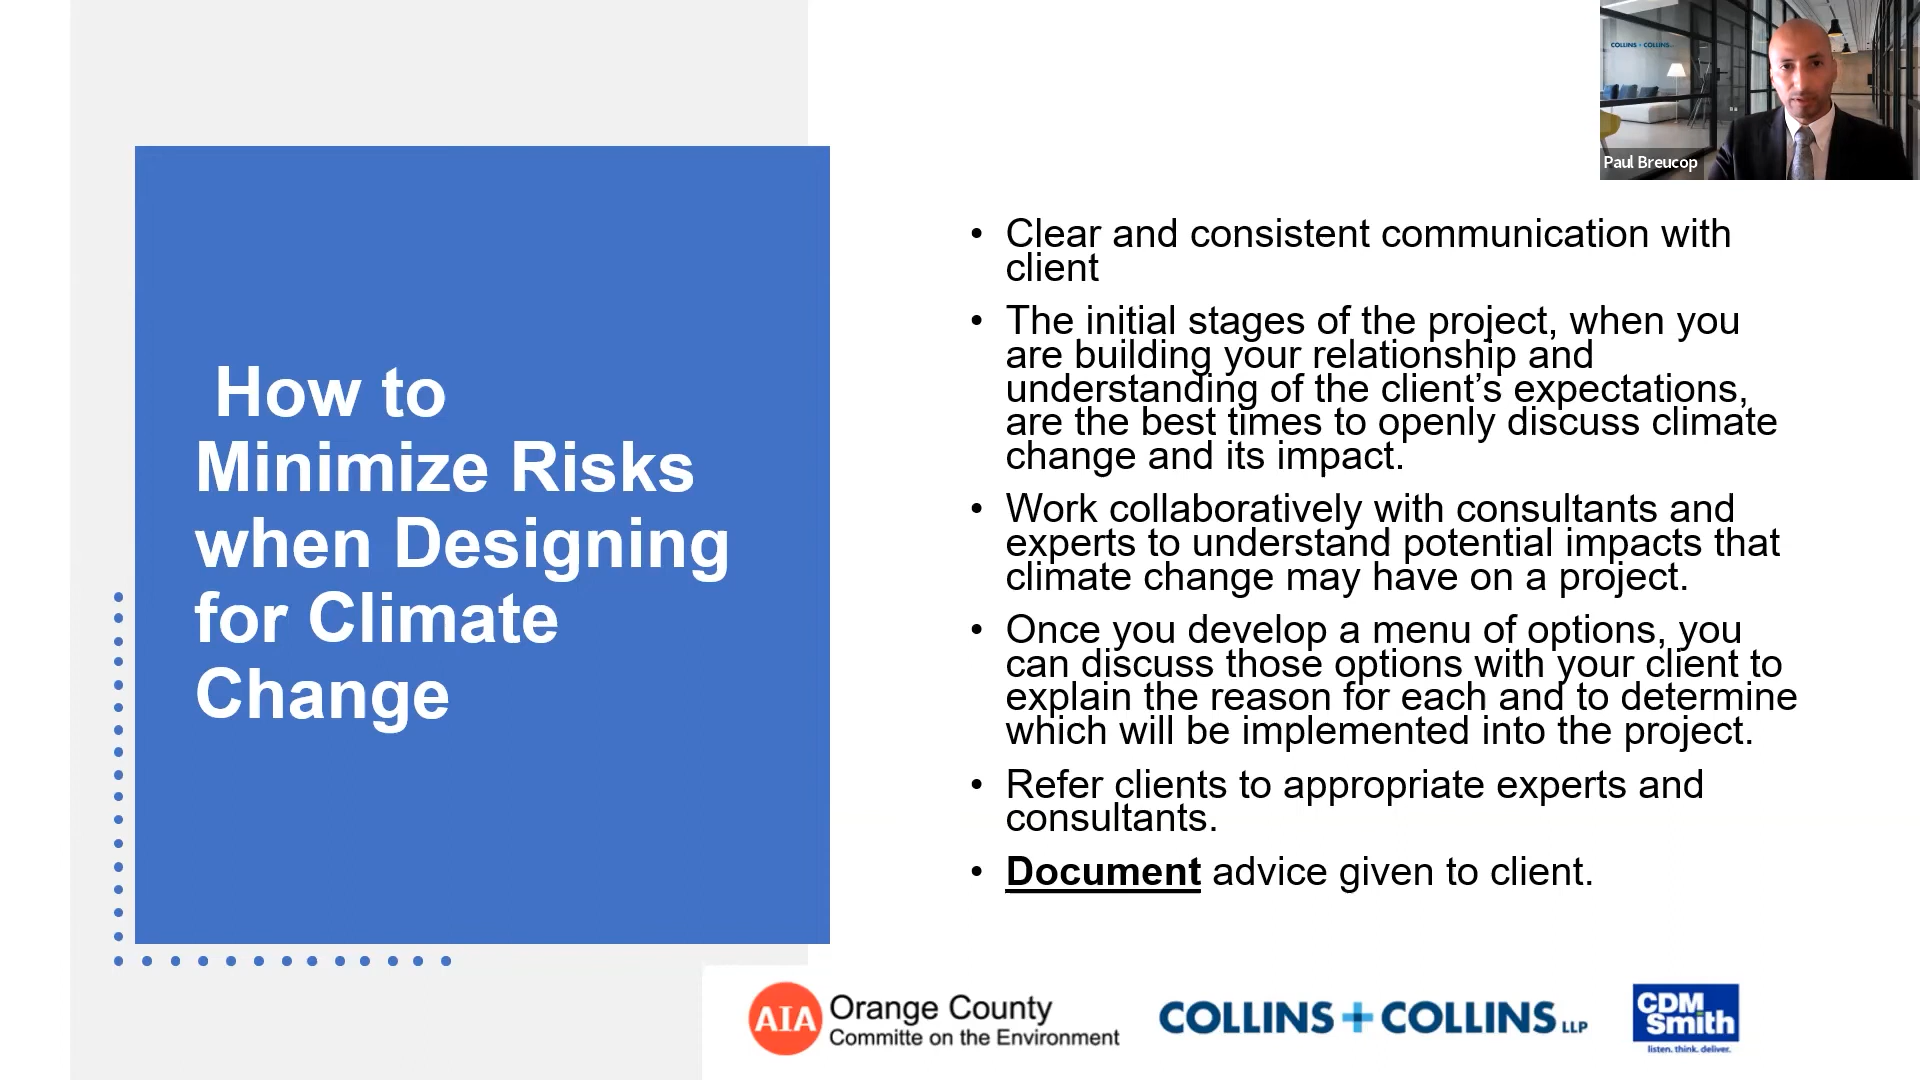 COLLINS + COLLINS
Paul Breucop
How to
Minimize Risks
when Designing
for Climate
Change
• Clear and consistent communication with
client
• The initial stages of the project, when you
are building your relationship and
understanding of the client’s expectations,
are the best times to openly discuss climate
change and its impact.
• Work collaboratively with consultants and
experts to understand potential impacts that
climate change may have on a project.
• Once you develop a menu of options, you
can discuss those options with your client to
explain the reason for each and to determine
which will be implemented into the project.
• Refer clients to appropriate experts and
consultants.
• Document advice given to client.
AIA Orange County
Committe on the Environment
COLLINS + COLLINS LLP
CDM
Smith
listen. think. deliver.